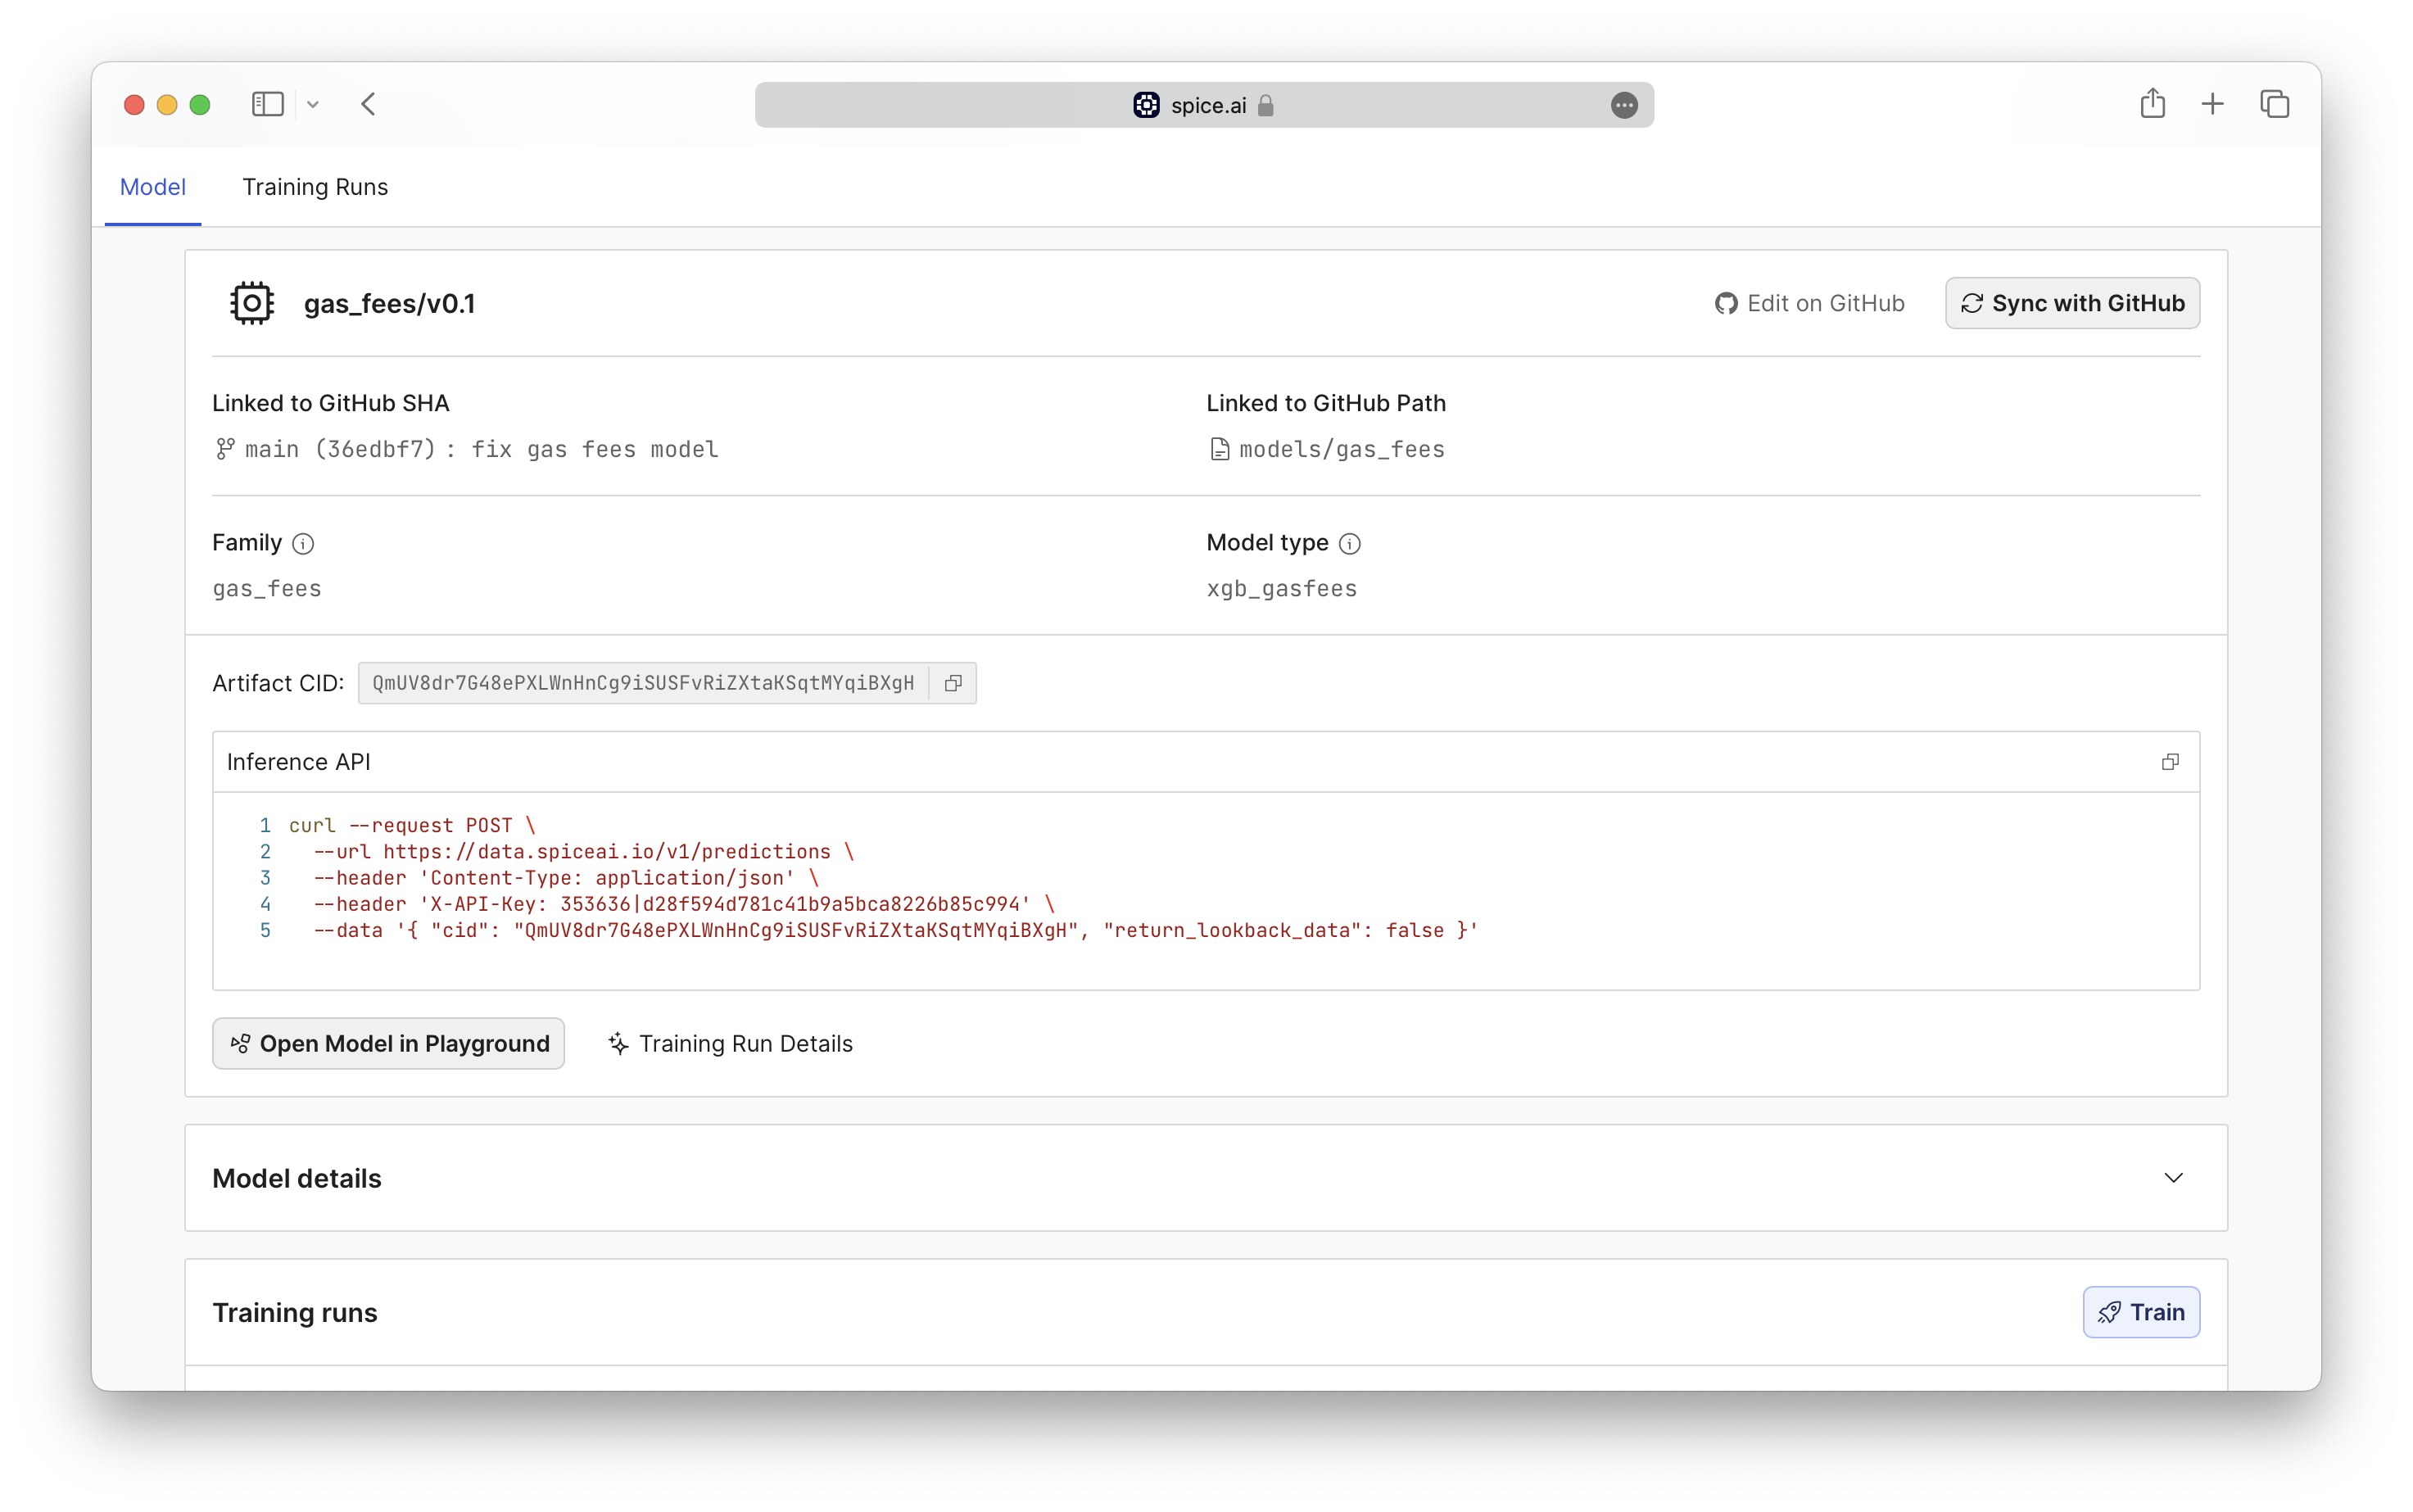 spice.ai
Model
Training Runs
gas_fees/v0.1
Edit on GitHub
Sync with GitHub
Linked to GitHub SHA
main (36edbf7) : fix gas fees model
Linked to GitHub Path
models/gas_fees
Family
gas_fees
Model type
xgb_gasfees
Artifact CID: QmUV8dr7G48ePXLWnHnCg9iSUSFvRiZXtaKSqtMYqiBXgH
Inference API
1 curl --request POST \
2 --url https://data.spiceai.io/v1/predictions \
3 --header 'Content-Type: application/json' \
4 --header 'X-API-Key: 353636|d28f594d781c41b9a5bca8226b85c994' \
5 --data '{ "cid": "QmUV8dr7G48ePXLWnHnCg9iSUSFvRiZXtaKSqtMYqiBXgH", "return_lookback_data": false }'
Open Model in Playground
Training Run Details
Model details
Training runs
Train